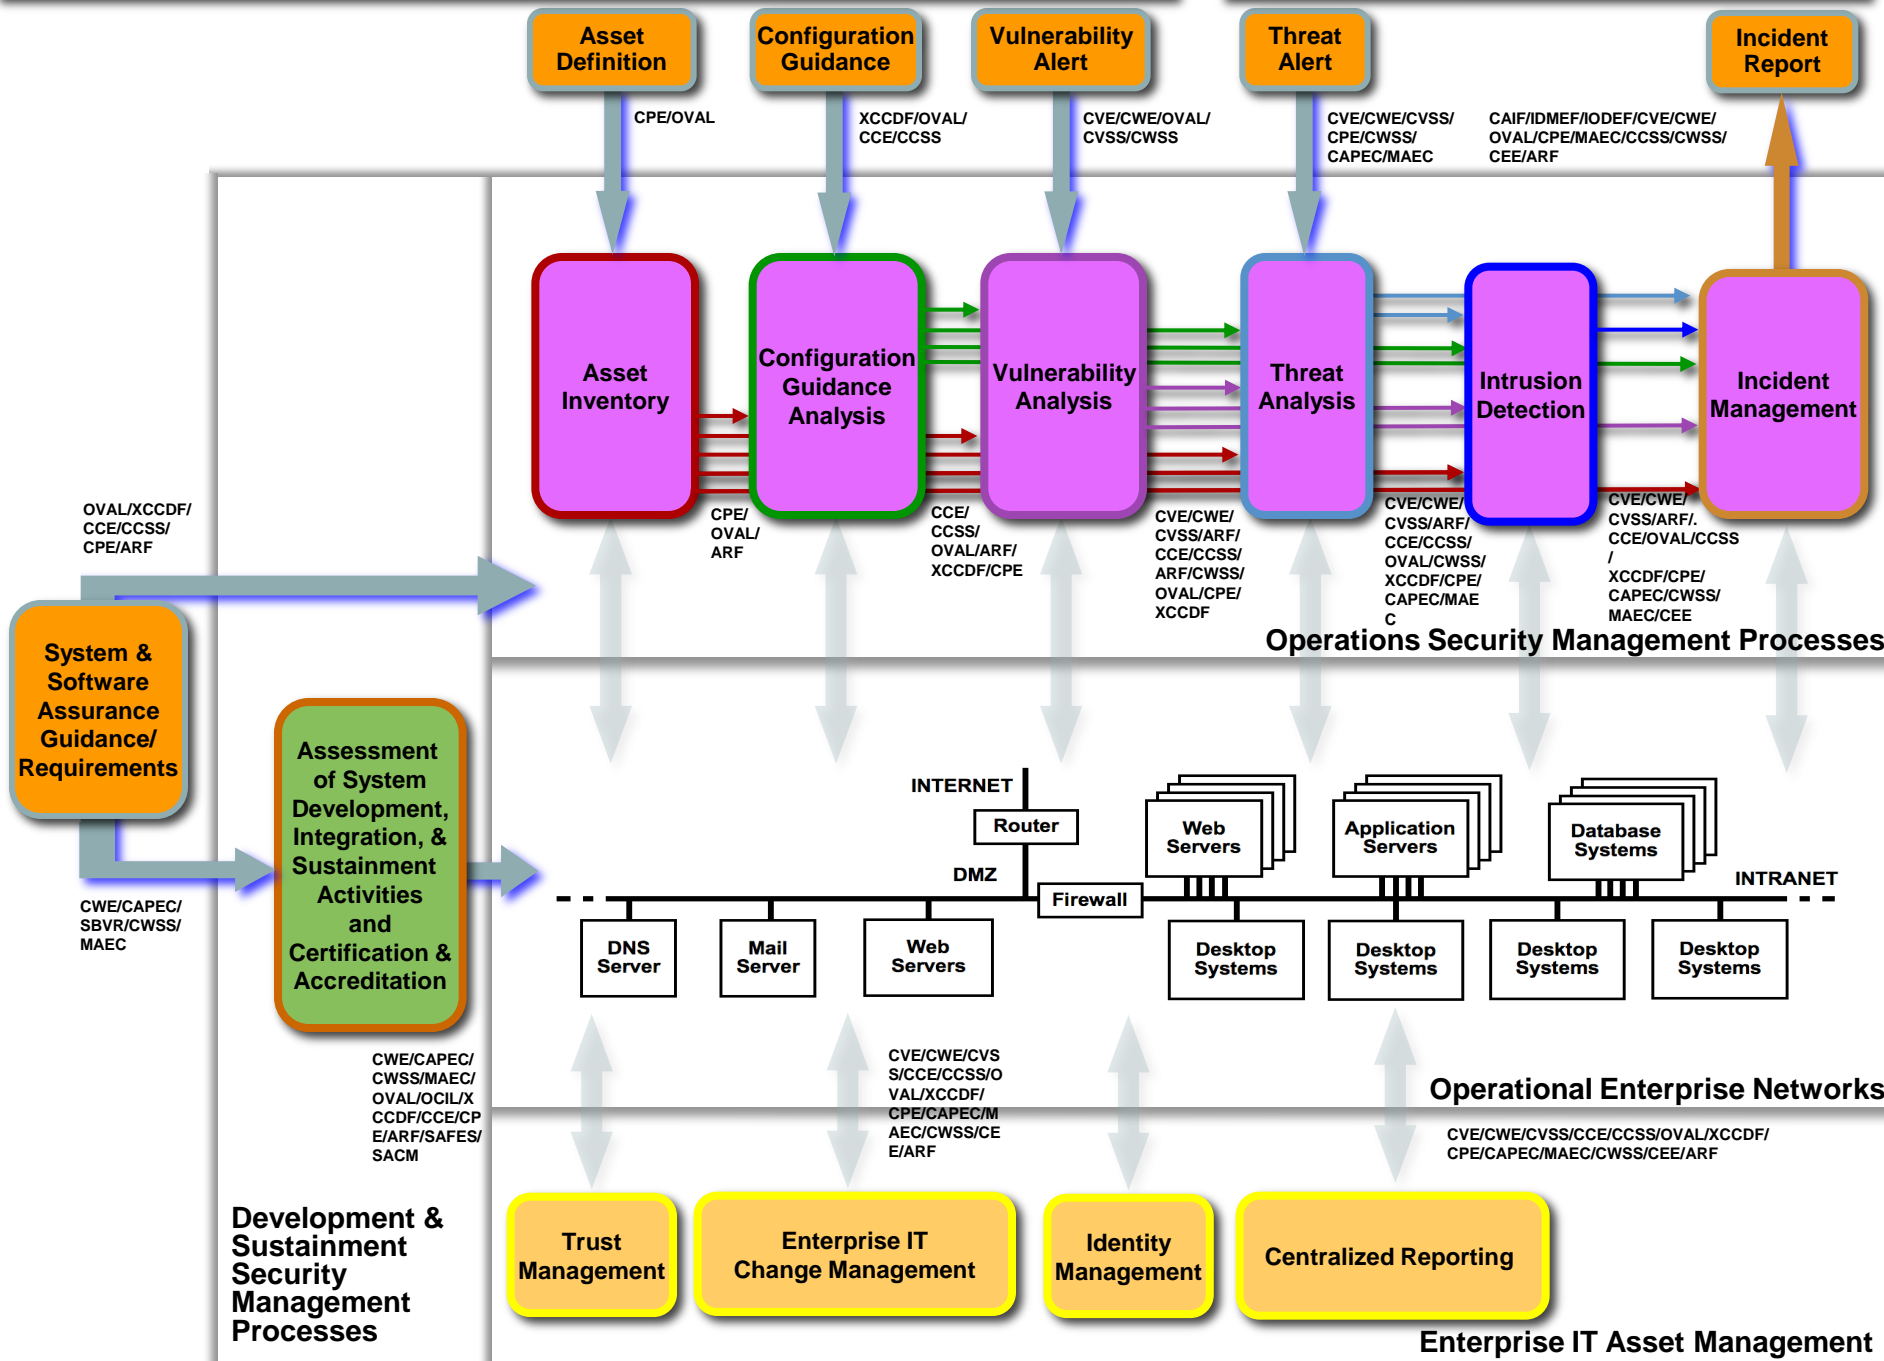 Asset
Definition
Configuration
Guidance
Vulnerability
Alert
Threat
Alert
Incident
Report
CPE/OVAL
XCCDF/OVAL/
CCE/CCSS
CVE/CWE/OVAL/
CVSS/CWSS
CVE/CWE/CVSS/
CPE/CWSS/
CAPEC/MAEC
CAIF/IDMEF/IODEF/CVE/CWE/
OVAL/CPE/MAEC/CCSS/CWSS/
CEE/ARF
Asset
Inventory
Configuration
Guidance
Analysis
Vulnerability
Analysis
Threat
Analysis
Intrusion
Detection
Incident
Management
OVAL/XCCDF/
CCE/CCSS/
CPE/ARF
CPE/
OVAL/
ARF
CCE/
CCSS/
OVAL/ARF/
XCCDF/CPE
CVE/CWE/
CVSS/ARF/
CCE/CCSS/
ARF/CWSS/
OVAL/CPE/
XCCDF
CVE/CWE/
CVSS/ARF/
CCE/CCSS/
OVAL/CWSS/
XCCDF/CPE/
CAPEC/MAE
C
CVE/CWE/
CVSS/ARF/.
CCE/OVAL/CCSS
/
XCCDF/CPE/
CAPEC/CWSS/
MAEC/CEE
Operations Security Management Processes
System &
Software
Assurance
Guidance/
Requirements
Assessment
of System
Development,
Integration, &
Sustainment
Activities
and
Certification &
Accreditation
CWE/CAPEC/
SBVR/CWSS/
MAEC
INTERNET
Router
DMZ
Firewall
Web
Servers
Application
Servers
Database
Systems
INTRANET
DNS
Server
Mail
Server
Web
Servers
Desktop
Systems
Desktop
Systems
Desktop
Systems
Desktop
Systems
CWE/CAPEC/
CWSS/MAEC/
OVAL/OCIL/X
CCDF/CCE/CP
E/ARF/SAFES/
SACM
CVE/CWE/CVS
S/CCE/CCSS/O
VAL/XCCDF/
CPE/CAPEC/M
AEC/CWSS/CE
E/ARF
Operational Enterprise Networks
CVE/CWE/CVSS/CCE/CCSS/OVAL/XCCDF/
CPE/CAPEC/MAEC/CWSS/CEE/ARF
Development &
Sustainment
Security
Management
Processes
Trust
Management
Enterprise IT
Change Management
Identity
Management
Centralized Reporting
Enterprise IT Asset Management